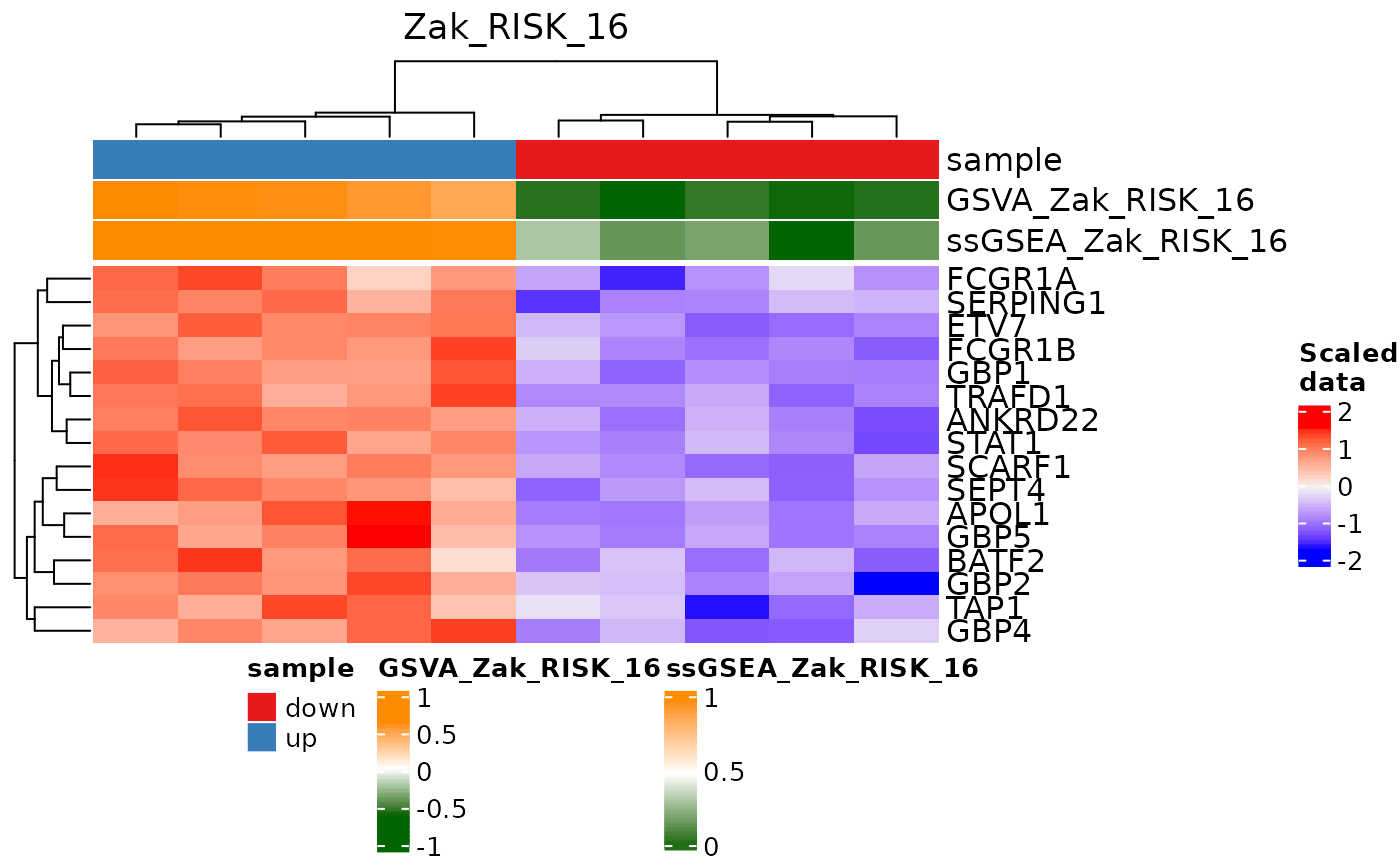 Zak_RISK_16
sample
GSVA_Zak_RISK_16
ssGSEA_Zak_RISK_16
FCGR1A
SERPING1
ETV7
FCGR1B
GBP1
TRAFD1
ANKRD22
STAT1
SCARF1
SEPT4
APOL1
GBP5
BATF2
GBP2
TAP1
GBP4
Scaled
data
2
1
0
-1
-2
sample
down
up
GSVA_Zak_RISK_16
1
0.5
0
-0.5
-1
ssGSEA_Zak_RISK_16
1
0.5
0